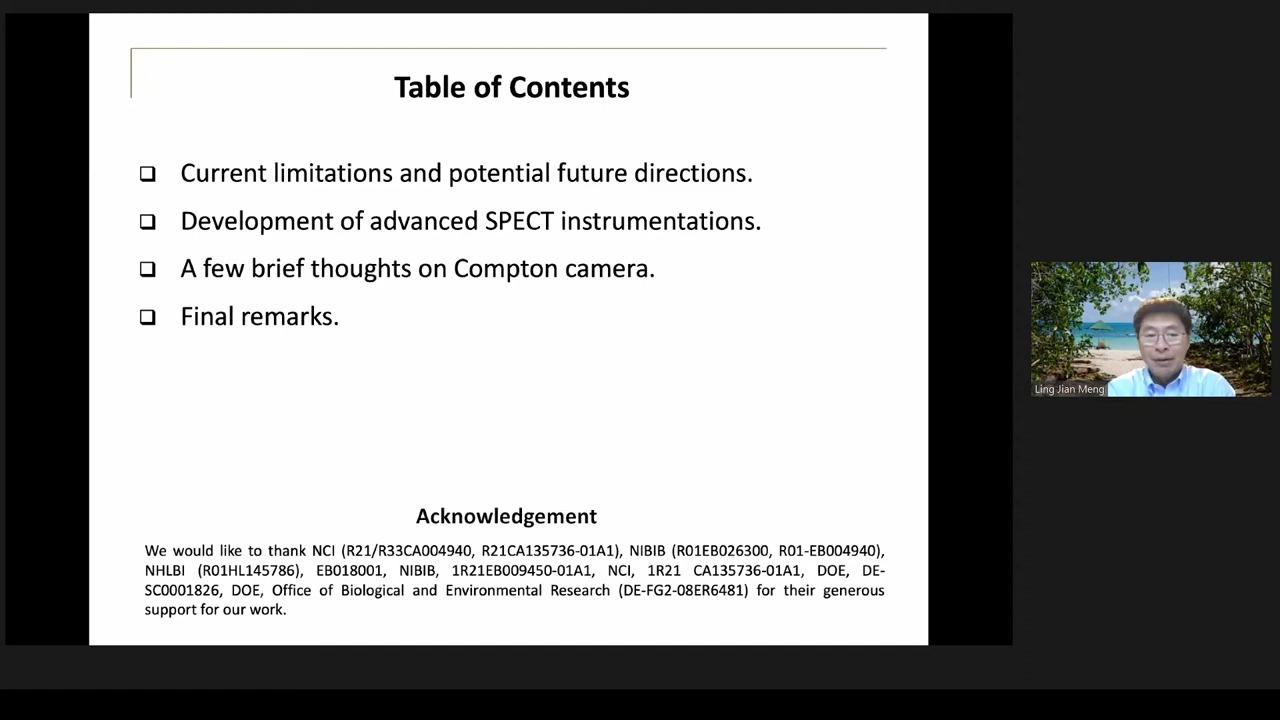 Table of Contents
❑ Current limitations and potential future directions.
❑ Development of advanced SPECT instrumentations.
❑ A few brief thoughts on Compton camera.
❑ Final remarks.
Ling Jian Meng
Acknowledgement
We would like to thank NCI (R21/R33CA004940, R21CA135736-01A1), NIBIB (R01EB026300, R01-EB004940),
NHLBI (R01HL145786), EB018001, NIBIB, 1R21EB009450-01A1, NCI, 1R21 CA135736-01A1, DOE, DE-
SC0001826, DOE, Office of Biological and Environmental Research (DE-FG2-08ER6481) for their generous
support for our work.